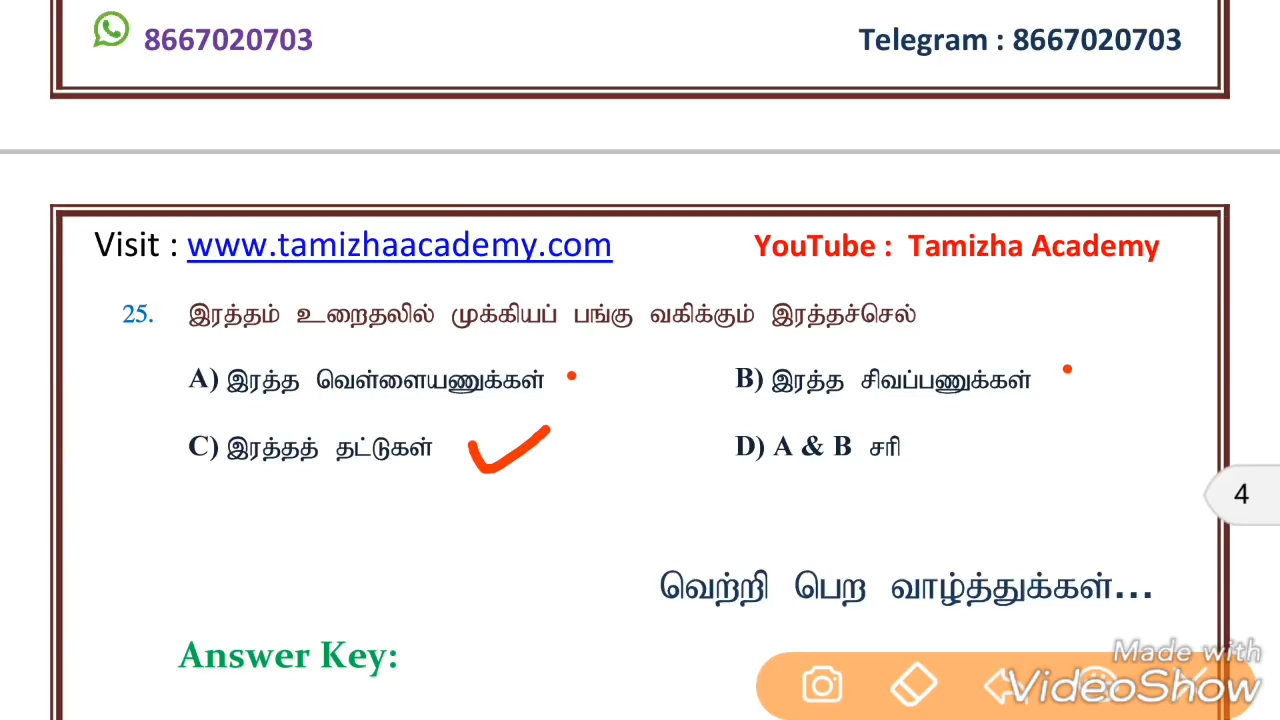 8667020703 Telegram : 8667020703
Visit : www.tamizhaacademy.com YouTube : Tamizha Academy
25. இரத்தம் உறைதலில் முக்கியப் பங்கு வகிக்கும் இரத்தச்செல்
A) இரத்த வெள்ளையணுக்கள் B) இரத்த சிவப்பணுக்கள்
C) இரத்தத் தட்டுகள் D) A & B சரி
4
வெற்றி பெற வாழ்த்துக்கள்...
Answer Key:
Made with
VideoShow